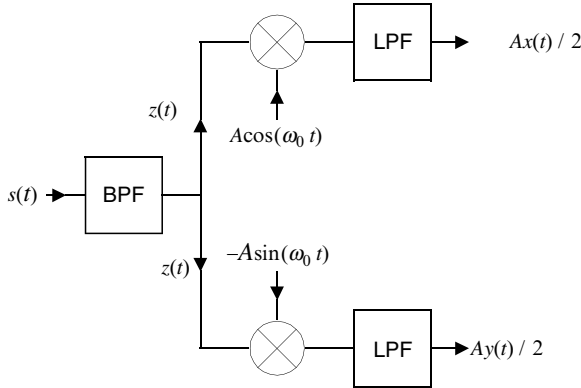 LPF
Ax(t) / 2
z(t)
Acos(ω₀ t)
s(t)
BPF
z(t)
–Asin(ω₀ t)
LPF
Ay(t) / 2